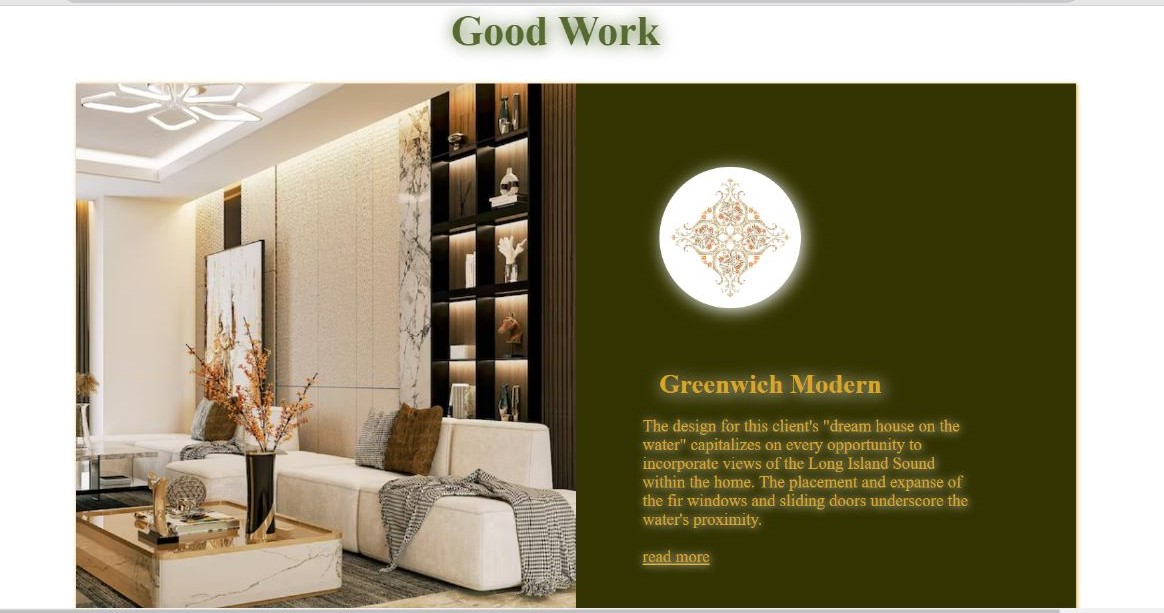 Good Work
Greenwich Modern
The design for this client's "dream house on the
water" capitalizes on every opportunity to
incorporate views of the Long Island Sound
within the home. The placement and expanse of
the fir windows and sliding doors underscore the
water's proximity.
read more